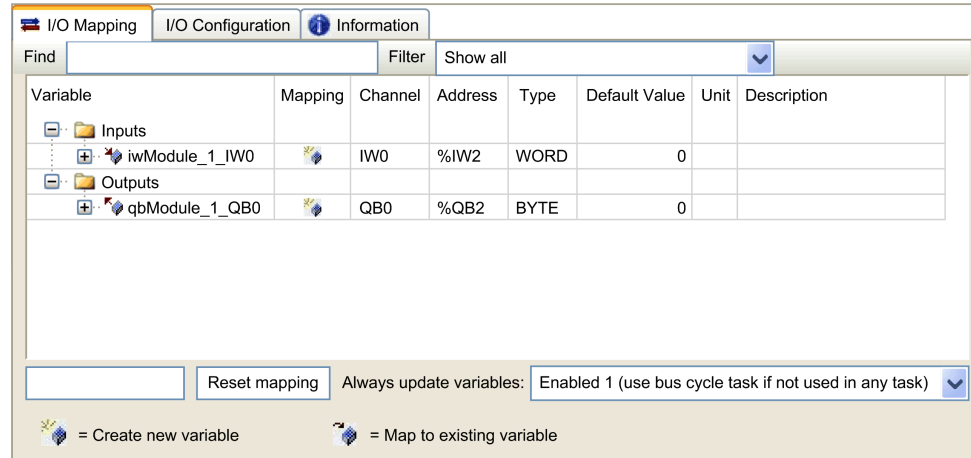 I/O Mapping I/O Configuration Information
Find Filter Show all
Variable Mapping Channel Address Type Default Value Unit Description
Inputs
iwModule_1_IW0 IW0 %IW2 WORD 0
Outputs
qbModule_1_QB0 QB0 %QB2 BYTE 0
Reset mapping Always update variables: Enabled 1 (use bus cycle task if not used in any task)
= Create new variable = Map to existing variable